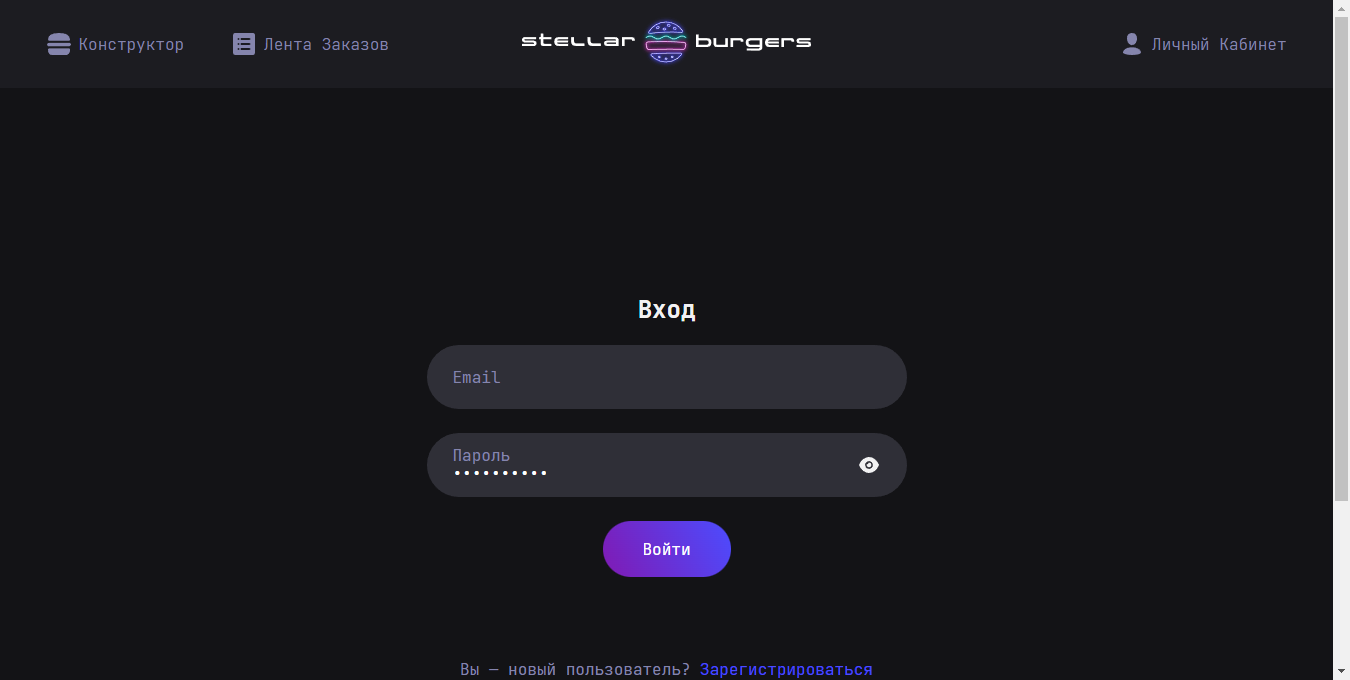 Конструктор
Лента Заказов
stellar burgers
Личный Кабинет
Вход
Email
Пароль
••••••••••
Войти
Вы — новый пользователь? Зарегистрироваться